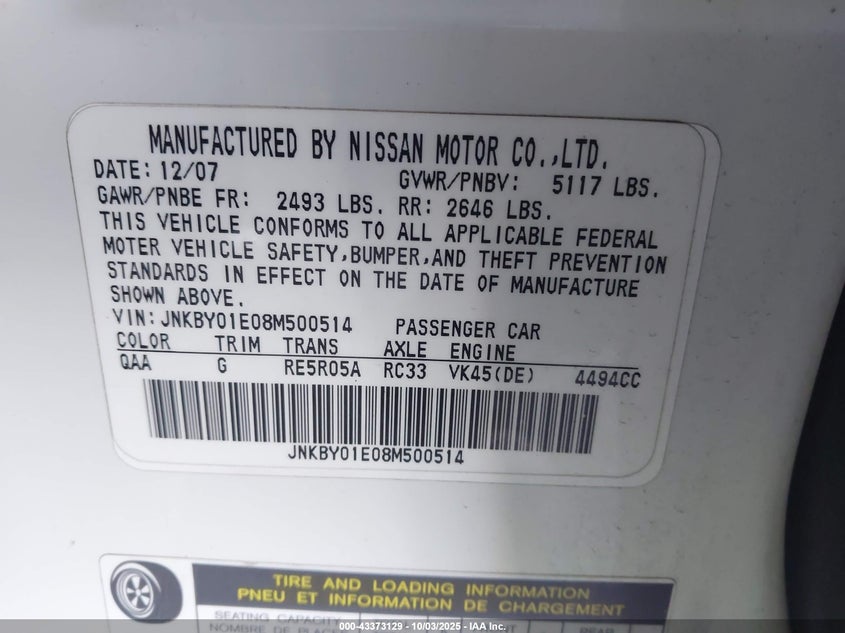 MANUFACTURED BY NISSAN MOTOR CO.,LTD.
DATE: 12/07 GVWR/PNBV: 5117 LBS.
GAWR/PNBE FR: 2493 LBS. RR: 2646 LBS.
THIS VEHICLE CONFORMS TO ALL APPLICABLE FEDERAL
MOTER VEHICLE SAFETY,BUMPER,AND THEFT PREVENTION
STANDARDS IN EFFECT ON THE DATE OF MANUFACTURE
SHOWN ABOVE.
VIN:JNKBY01E08M500514 PASSENGER CAR
COLOR TRIM TRANS AXLE ENGINE
QAA G RE5R05A RC33 VK45(DE) 4494CC
JNKBY01E08M500514
TIRE AND LOADING INFORMATION
PNEU ET INFORMATION DE CHARGEMENT
SEATING CAPACITY
NOMBRE DE
000-43373129 - 10/03/2025 - IAA Inc.